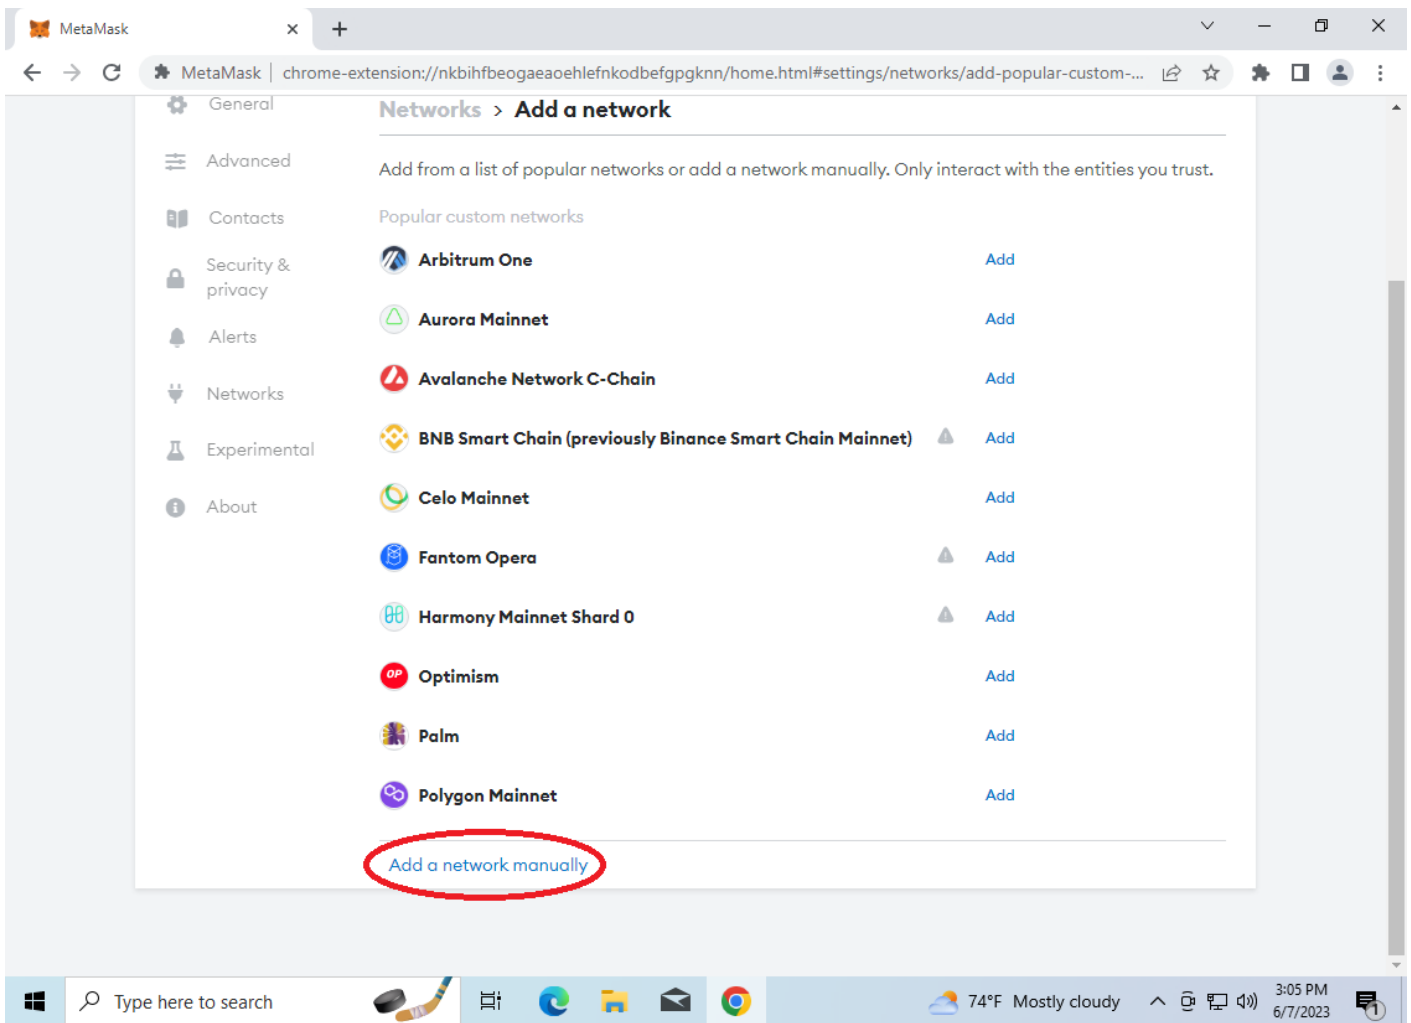 MetaMask
MetaMask | chrome-extension://nkbihfbeogaeaoehlefnkodbefgpgknn/home.html#settings/networks/add-popular-custom-...
General
Advanced
Contacts
Security &
privacy
Alerts
Networks
Experimental
About
Networks > Add a network
Add from a list of popular networks or add a network manually. Only interact with the entities you trust.
Popular custom networks
Arbitrum One Add
Aurora Mainnet Add
Avalanche Network C-Chain Add
BNB Smart Chain (previously Binance Smart Chain Mainnet) Add
Celo Mainnet Add
Fantom Opera Add
Harmony Mainnet Shard 0 Add
OP Optimism Add
Palm Add
Polygon Mainnet Add
Add a network manually
Type here to search
74°F Mostly cloudy
3:05 PM
6/7/2023
1